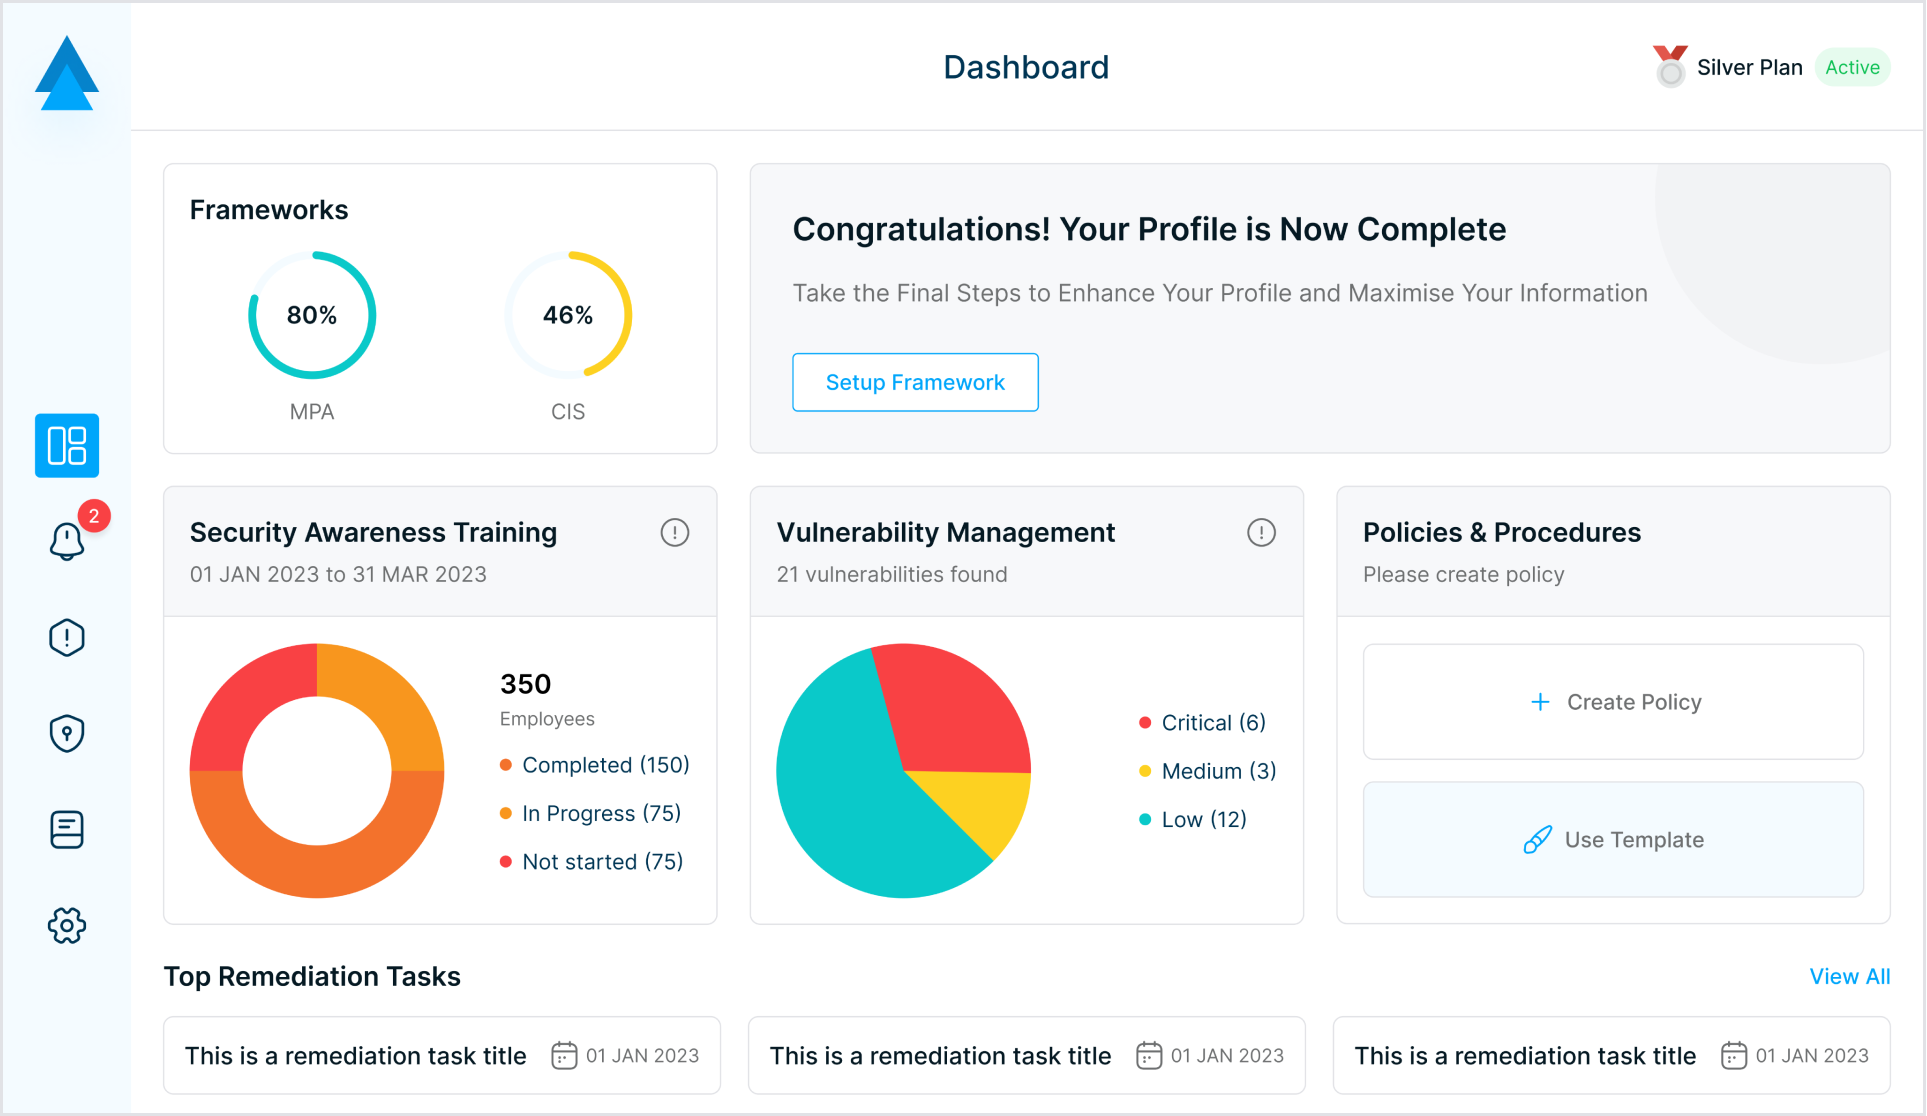 Dashboard
Silver Plan
Active
Frameworks
80%
46%
MPA
CIS
Congratulations! Your Profile is Now Complete
Take the Final Steps to Enhance Your Profile and Maximise Your Information
Setup Framework
2
Security Awareness Training
01 JAN 2023 to 31 MAR 2023
350
Employees
Completed (150)
In Progress (75)
Not started (75)
Vulnerability Management
21 vulnerabilities found
Critical (6)
Medium (3)
Low (12)
Policies & Procedures
Please create policy
Create Policy
Use Template
Top Remediation Tasks
View All
This is a remediation task title
01 JAN 2023
This is a remediation task title
01 JAN 2023
This is a remediation task title
01 JAN 2023